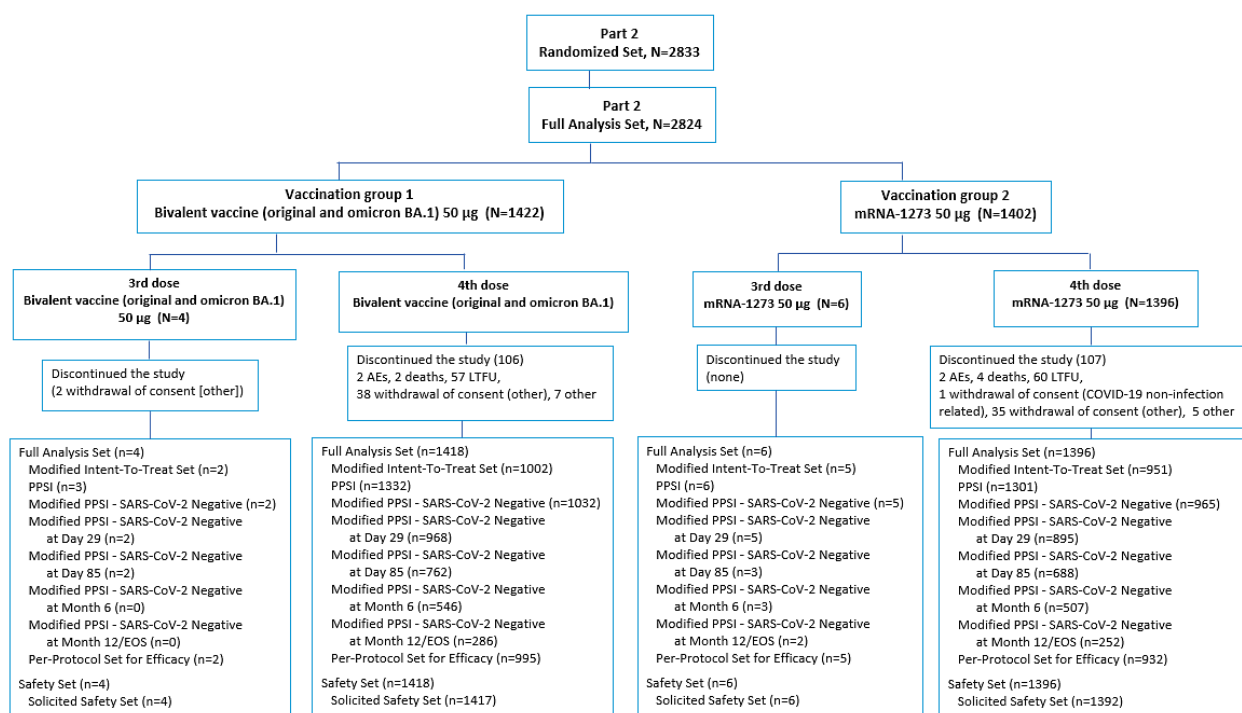 Part 2
Randomized Set, N=2833
Part 2
Full Analysis Set, N=2824
Vaccination group 1
Bivalent vaccine (original and omicron BA.1) 50 µg (N=1422)
Vaccination group 2
mRNA-1273 50 µg (N=1402)
3rd dose
Bivalent vaccine (original and omicron BA.1)
50 µg (N=4)
4th dose
Bivalent vaccine (original and omicron BA.1)
3rd dose
mRNA-1273 50 µg (N=6)
4th dose
mRNA-1273 50 µg (N=1396)
Discontinued the study
(2 withdrawal of consent [other])
Discontinued the study (106)
2 AEs, 2 deaths, 57 LTFU,
38 withdrawal of consent (other), 7 other
Discontinued the study
(none)
Discontinued the study (107)
2 AEs, 4 deaths, 60 LTFU,
1 withdrawal of consent (COVID-19 non-infection
related), 35 withdrawal of consent (other), 5 other
Full Analysis Set (n=4)
Modified Intent-To-Treat Set (n=2)
PPSI (n=3)
Modified PPSI - SARS-CoV-2 Negative (n=2)
Modified PPSI - SARS-CoV-2 Negative
at Day 29 (n=2)
Modified PPSI - SARS-CoV-2 Negative
at Day 85 (n=2)
Modified PPSI - SARS-CoV-2 Negative
at Month 6 (n=0)
Modified PPSI - SARS-CoV-2 Negative
at Month 12/EOS (n=0)
Per-Protocol Set for Efficacy (n=2)
Safety Set (n=4)
Solicited Safety Set (n=4)
Full Analysis Set (n=1418)
Modified Intent-To-Treat Set (n=1002)
PPSI (n=1332)
Modified PPSI - SARS-CoV-2 Negative (n=1032)
Modified PPSI - SARS-CoV-2 Negative
at Day 29 (n=968)
Modified PPSI - SARS-CoV-2 Negative
at Day 85 (n=762)
Modified PPSI - SARS-CoV-2 Negative
at Month 6 (n=546)
Modified PPSI - SARS-CoV-2 Negative
at Month 12/EOS (n=286)
Per-Protocol Set for Efficacy (n=995)
Safety Set (n=1418)
Solicited Safety Set (n=1417)
Full Analysis Set (n=6)
Modified Intent-To-Treat Set (n=5)
PPSI (n=6)
Modified PPSI - SARS-CoV-2 Negative (n=5)
Modified PPSI - SARS-CoV-2 Negative
at Day 29 (n=5)
Modified PPSI - SARS-CoV-2 Negative
at Day 85 (n=3)
Modified PPSI - SARS-CoV-2 Negative
at Month 6 (n=3)
Modified PPSI - SARS-CoV-2 Negative
at Month 12/EOS (n=2)
Per-Protocol Set for Efficacy (n=5)
Safety Set (n=6)
Solicited Safety Set (n=6)
Full Analysis Set (n=1396)
Modified Intent-To-Treat Set (n=951)
PPSI (n=1301)
Modified PPSI - SARS-CoV-2 Negative (n=965)
Modified PPSI - SARS-CoV-2 Negative
at Day 29 (n=895)
Modified PPSI - SARS-CoV-2 Negative
at Day 85 (n=688)
Modified PPSI - SARS-CoV-2 Negative
at Month 6 (n=507)
Modified PPSI - SARS-CoV-2 Negative
at Month 12/EOS (n=252)
Per-Protocol Set for Efficacy (n=932)
Safety Set (n=1396)
Solicited Safety Set (n=1392)